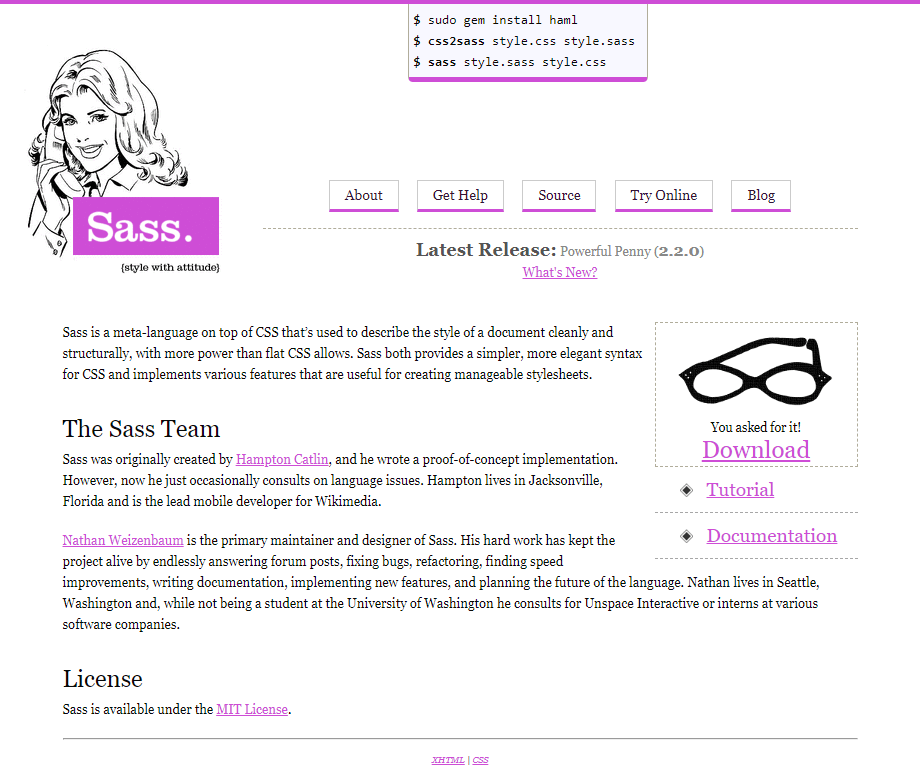 $ sudo gem install haml
$ css2sass style.css style.sass
$ sass style.sass style.css
Sass.
{style with attitude}
About
Get Help
Source
Try Online
Blog
Latest Release: Powerful Penny (2.2.0)
What's New?
Sass is a meta-language on top of CSS that's used to describe the style of a document cleanly and
structurally, with more power than flat CSS allows. Sass both provides a simpler, more elegant syntax
for CSS and implements various features that are useful for creating manageable stylesheets.
You asked for it!
Download
Tutorial
Documentation
The Sass Team
Sass was originally created by Hampton Catlin, and he wrote a proof-of-concept implementation.
However, now he just occasionally consults on language issues. Hampton lives in Jacksonville,
Florida and is the lead mobile developer for Wikimedia.
Nathan Weizenbaum is the primary maintainer and designer of Sass. His hard work has kept the
project alive by endlessly answering forum posts, fixing bugs, refactoring, finding speed
improvements, writing documentation, implementing new features, and planning the future of the language. Nathan lives in Seattle,
Washington and, while not being a student at the University of Washington he consults for Unspace Interactive or interns at various
software companies.
License
Sass is available under the MIT License.
XHTML | CSS